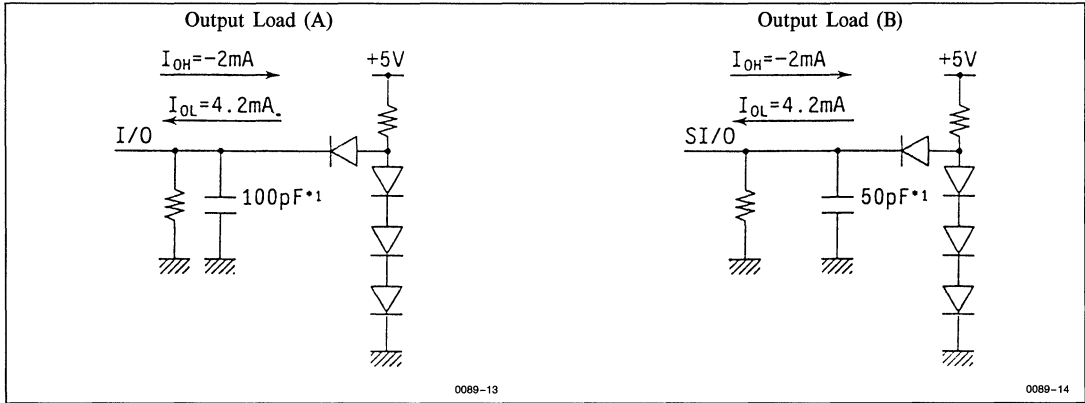 Output Load (A)
I_OH=-2mA
+5V
I_OL=4.2mA
I/O
100pF*1
0089-13
Output Load (B)
I_OH=-2mA
+5V
I_OL=4.2mA
SI/O
50pF*1
0089-14